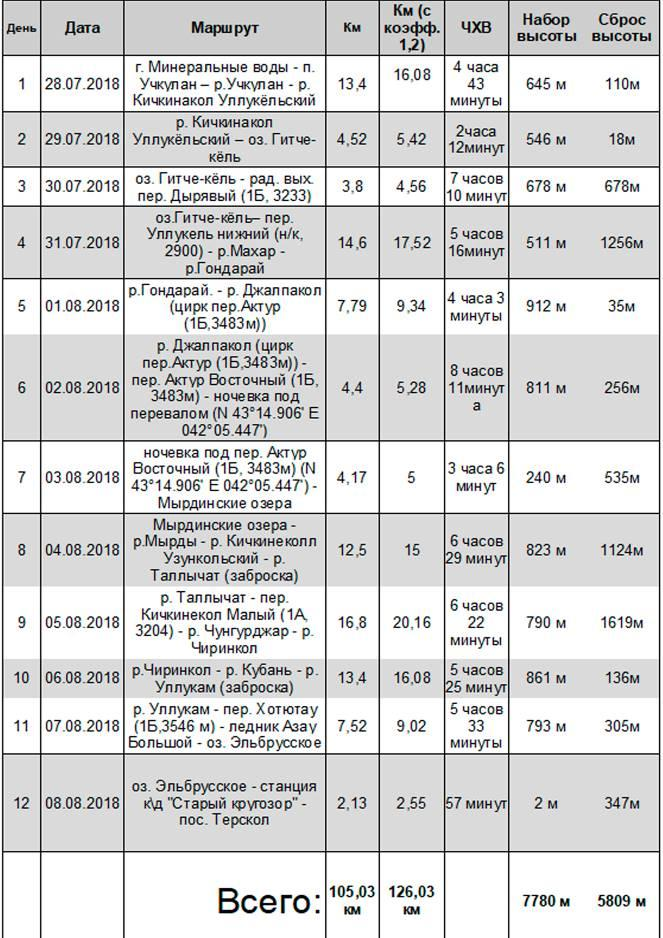 День Дата Маршрут Км Км (с коэфф. 1,2) ЧХВ Набор высоты Сброс высоты
1 28.07.2018 г. Минеральные воды - п. Учкулан – р.Учкулан - р. Кичкинакол Уллукёльский 13,4 16,08 4 часа 43 минуты 645 м 110м
2 29.07.2018 р. Кичкинакол Уллукёльский – оз. Гитче-кёль 4,52 5,42 2часа 12минут 546 м 18м
3 30.07.2018 оз. Гитче-кёль - рад. вых. пер. Дырявый (1Б, 3233) 3,8 4,56 7 часов 10 минут 678 м 678м
4 31.07.2018 оз.Гитче-кёль– пер. Уллукель нижний (н/к, 2900) - р.Махар - р.Гондарай 14,6 17,52 5 часов 16минут 511 м 1256м
5 01.08.2018 р.Гондарай. - р. Джалпакол (цирк пер.Актур (1Б,3483м)) 7,79 9,34 4 часа 3 минуты 912 м 35м
6 02.08.2018 р. Джалпакол (цирк пер.Актур (1Б,3483м)) - пер. Актур Восточный (1Б, 3483м) - ночевка под перевалом (N 43°14.906' E 042°05.447') 4,4 5,28 8 часов 11минута 811 м 256м
7 03.08.2018 ночевка под пер. Актур Восточный (1Б, 3483м) (N 43°14.906' E 042°05.447') - Мырдинские озера 4,17 5 3 часа 6 минут 240 м 535м
8 04.08.2018 Мырдинские озера - р.Мырды - р. Кичкинеколл Узункольский - р. Таллычат (заброска) 12,5 15 6 часов 29 минут 823 м 1124м
9 05.08.2018 р. Таллычат - пер. Кичкинекол Малый (1А, 3204) - р. Чунгурджар - р. Чиринкол 16,8 20,16 6 часов 22 минуты 790 м 1619м
10 06.08.2018 р.Чиринкол - р. Кубань - р. Уллукам (заброска) 13,4 16,08 5 часов 25 минут 861 м 136м
11 07.08.2018 р. Уллукам - пер. Хотютау (1Б,3546 м) - ледник Азау Большой - оз. Эльбрусское 7,52 9,02 5 часов 33 минуты 793 м 305м
12 08.08.2018 оз. Эльбрусское - станция к\д "Старый кругозор" - пос. Терскол 2,13 2,55 57 минут 2 м 347м
Всего: 105,03 км 126,03 км 7780 м 5809 м